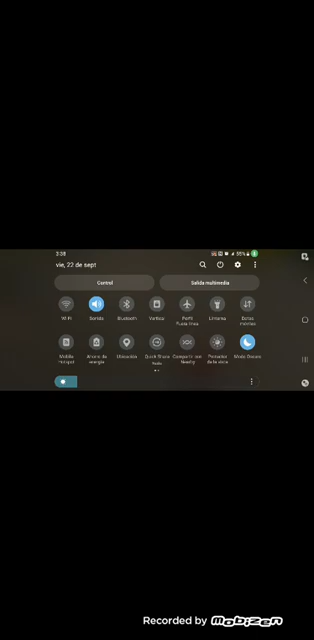 3:38
55%
vie, 22 de sept
Control
Salida multimedia
Wi-Fi
Sonido
Bluetooth
Vertical
Perfil
Fuera línea
Linterna
Datos
móviles
Mobile
Hotspot
Ahorro de
energía
Ubicación
Quick Share
Compartir con
Nearby
Protector
de la vista
Modo Oscuro
Recorded by Mobizen